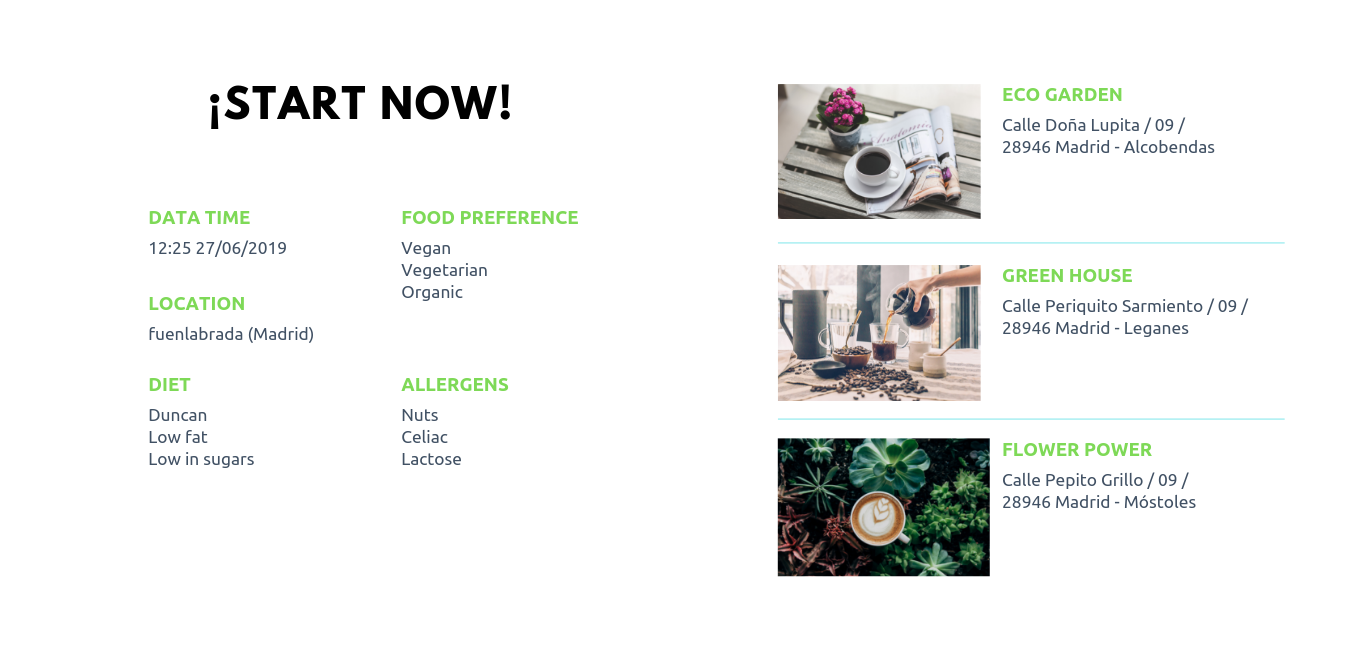 ¡START NOW!
DATA TIME
12:25 27/06/2019
LOCATION
fuenlabrada (Madrid)
DIET
Duncan
Low fat
Low in sugars
FOOD PREFERENCE
Vegan
Vegetarian
Organic
ALLERGENS
Nuts
Celiac
Lactose
ECO GARDEN
Calle Doña Lupita / 09 /
28946 Madrid - Alcobendas
GREEN HOUSE
Calle Periquito Sarmiento / 09 /
28946 Madrid - Leganes
FLOWER POWER
Calle Pepito Grillo / 09 /
28946 Madrid - Móstoles